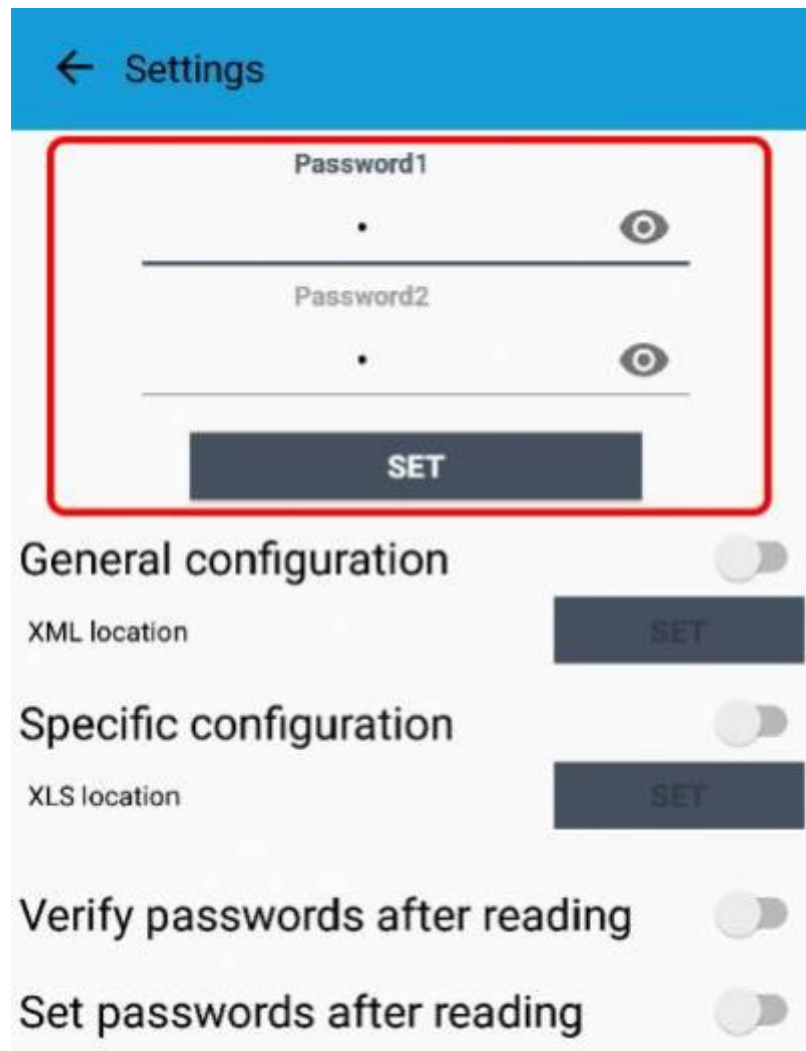 Settings
Password1
•
Password2
•
SET
General configuration
XML location
SET
Specific configuration
XLS location
SET
Verify passwords after reading
Set passwords after reading